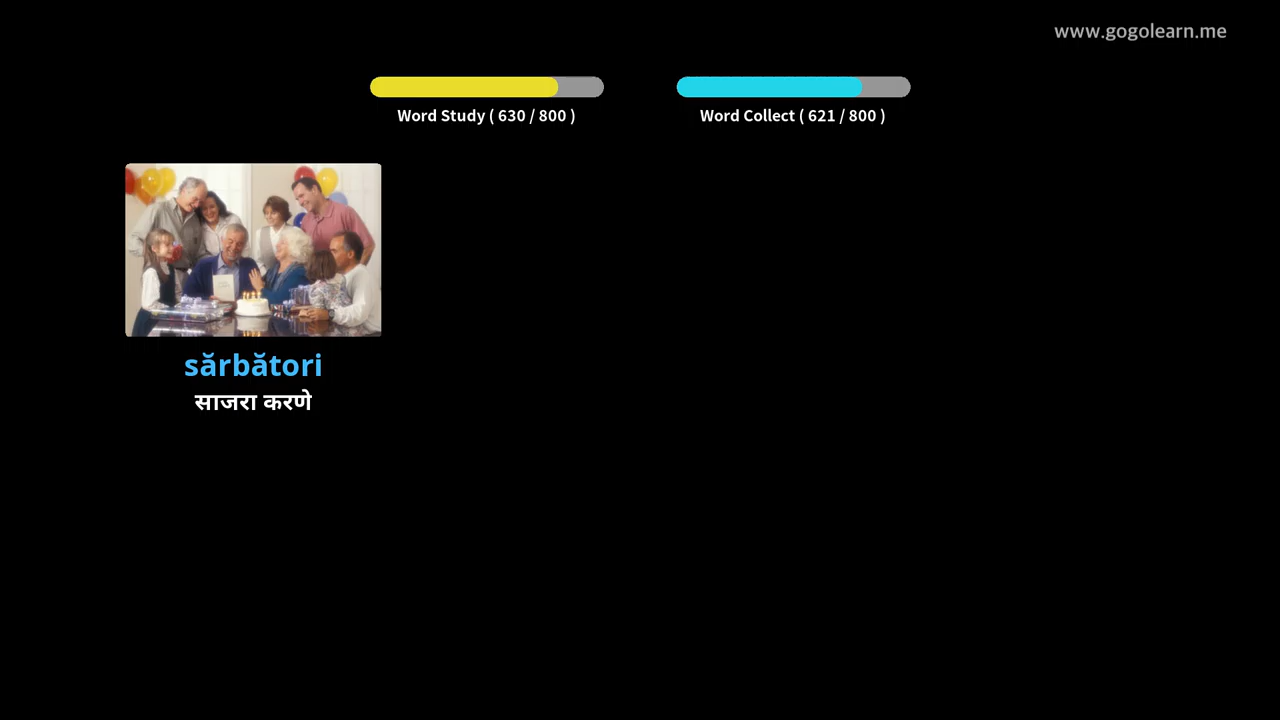 www.gogolearn.me
Word Study ( 630 / 800 )
Word Collect ( 621 / 800 )
sărbători
साजरा करणे